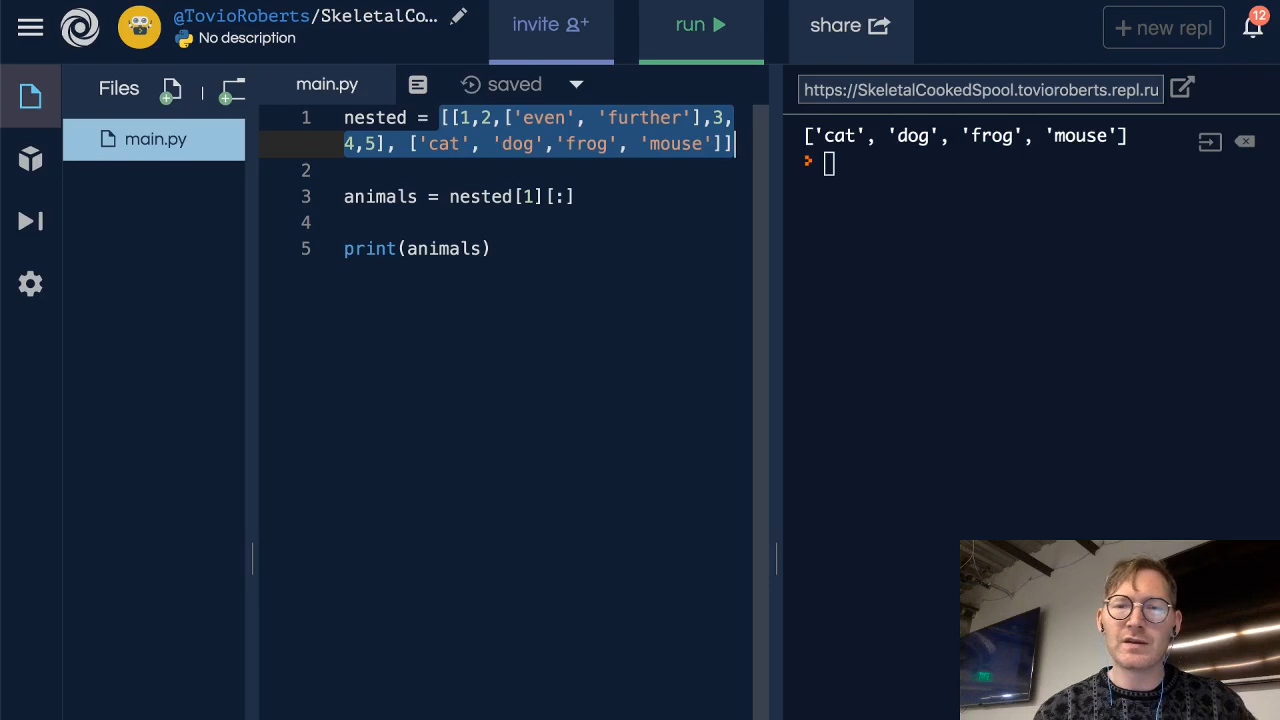 @TovioRoberts/SkeletalCo...
No description
invite
run
share
+ new repl
12
Files
main.py
saved
main.py
1 nested = [[1,2,['even', 'further'],3,
4,5], ['cat', 'dog','frog', 'mouse']]
2
3 animals = nested[1][:]
4
5 print(animals)
https://SkeletalCookedSpool.tovioroberts.repl.ru
['cat', 'dog', 'frog', 'mouse']